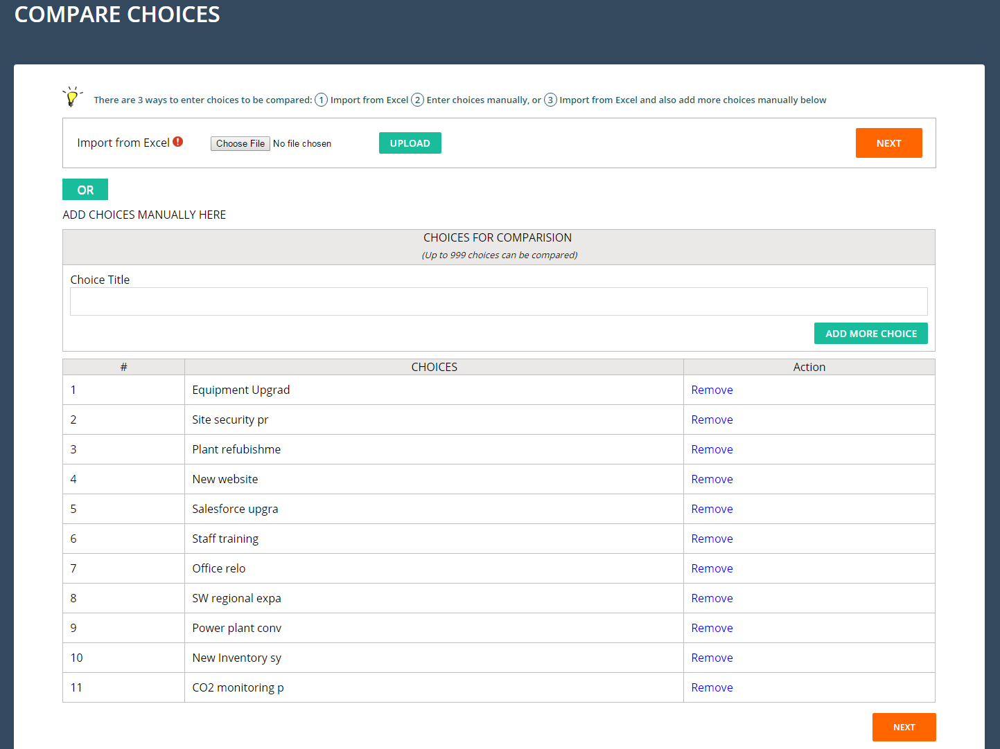 COMPARE CHOICES
There are 3 ways to enter choices to be compared: 1 Import from Excel 2 Enter choices manually, or 3 Import from Excel and also add more choices manually below
Import from Excel ! Choose File No file chosen UPLOAD NEXT
OR
ADD CHOICES MANUALLY HERE
CHOICES FOR COMPARISION
(Up to 999 choices can be compared)
Choice Title
ADD MORE CHOICE
# CHOICES Action
1 Equipment Upgrad Remove
2 Site security pr Remove
3 Plant refubishme Remove
4 New website Remove
5 Salesforce upgra Remove
6 Staff training Remove
7 Office relo Remove
8 SW regional expa Remove
9 Power plant conv Remove
10 New Inventory sy Remove
11 CO2 monitoring p Remove
NEXT